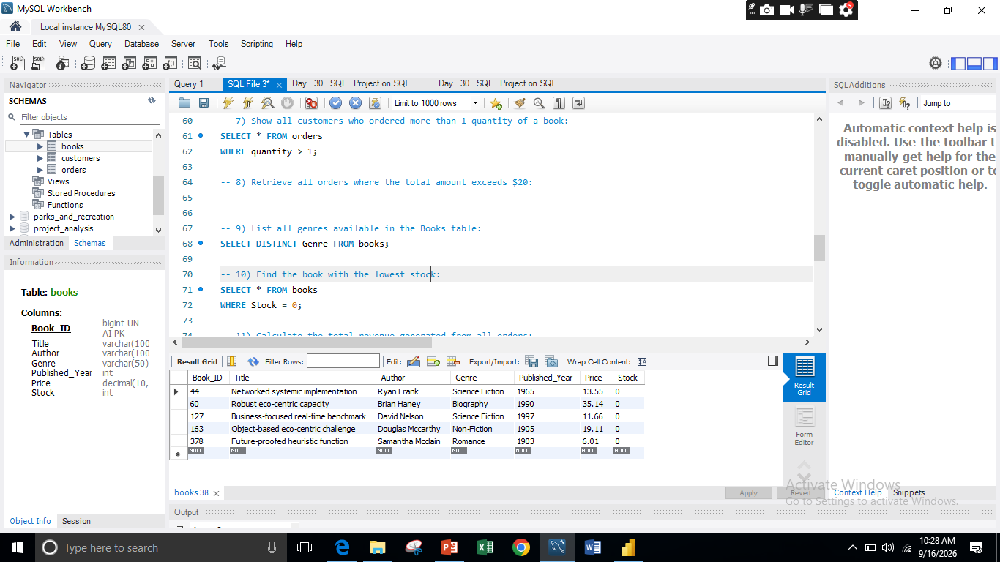 MySQL Workbench
5
Local instance MySQL80
File Edit View Query Database Server Tools Scripting Help
Navigator
SCHEMAS
Filter objects
Tables
books
customers
orders
Views
Stored Procedures
Functions
parks_and_recreation
project_analysis
Administration Schemas
Information
Table: books
Columns:
Book_ID bigint UN
AI PK
Title varchar(100
Author varchar(100
Genre varchar(50)
Published_Year int
Price decimal(10,
Stock int
Object Info Session
Query 1 SQL File 3* Day - 30 - SQL - Project on SQL... Day - 30 - SQL - Project on SQL...
Limit to 1000 rows
60 -- 7) Show all customers who ordered more than 1 quantity of a book:
61 SELECT * FROM orders
62 WHERE quantity > 1;
63
64 -- 8) Retrieve all orders where the total amount exceeds $20:
65
66
67 -- 9) List all genres available in the Books table:
68 SELECT DISTINCT Genre FROM books;
69
70 -- 10) Find the book with the lowest stock:
71 SELECT * FROM books
72 WHERE Stock = 0;
73
74 -- 11) Calculate the total revenue generated from all orders:
Result Grid Filter Rows: Edit: Export/Import: Wrap Cell Content:
Book_ID Title Author Genre Published_Year Price Stock
44 Networked systemic implementation Ryan Frank Science Fiction 1965 13.55 0
60 Robust eco-centric capacity Brian Haney Biography 1990 35.14 0
127 Business-focused real-time benchmark David Nelson Science Fiction 1997 11.66 0
163 Object-based eco-centric challenge Douglas Mccarthy Non-Fiction 1905 19.11 0
378 Future-proofed heuristic function Samantha Mcclain Romance 1903 6.01 0
NULL NULL NULL NULL NULL NULL NULL
Result
Grid
Form
Editor
books 38
Apply Revert
Output
SQLAdditions
Jump to
Automatic context help is
disabled. Use the toolbar t
manually get help for the
current caret position or to
toggle automatic help.
Context Help Snippets
Activate Windows
Go to Settings to activate Windows.
Type here to search
10:28 AM
9/16/2026